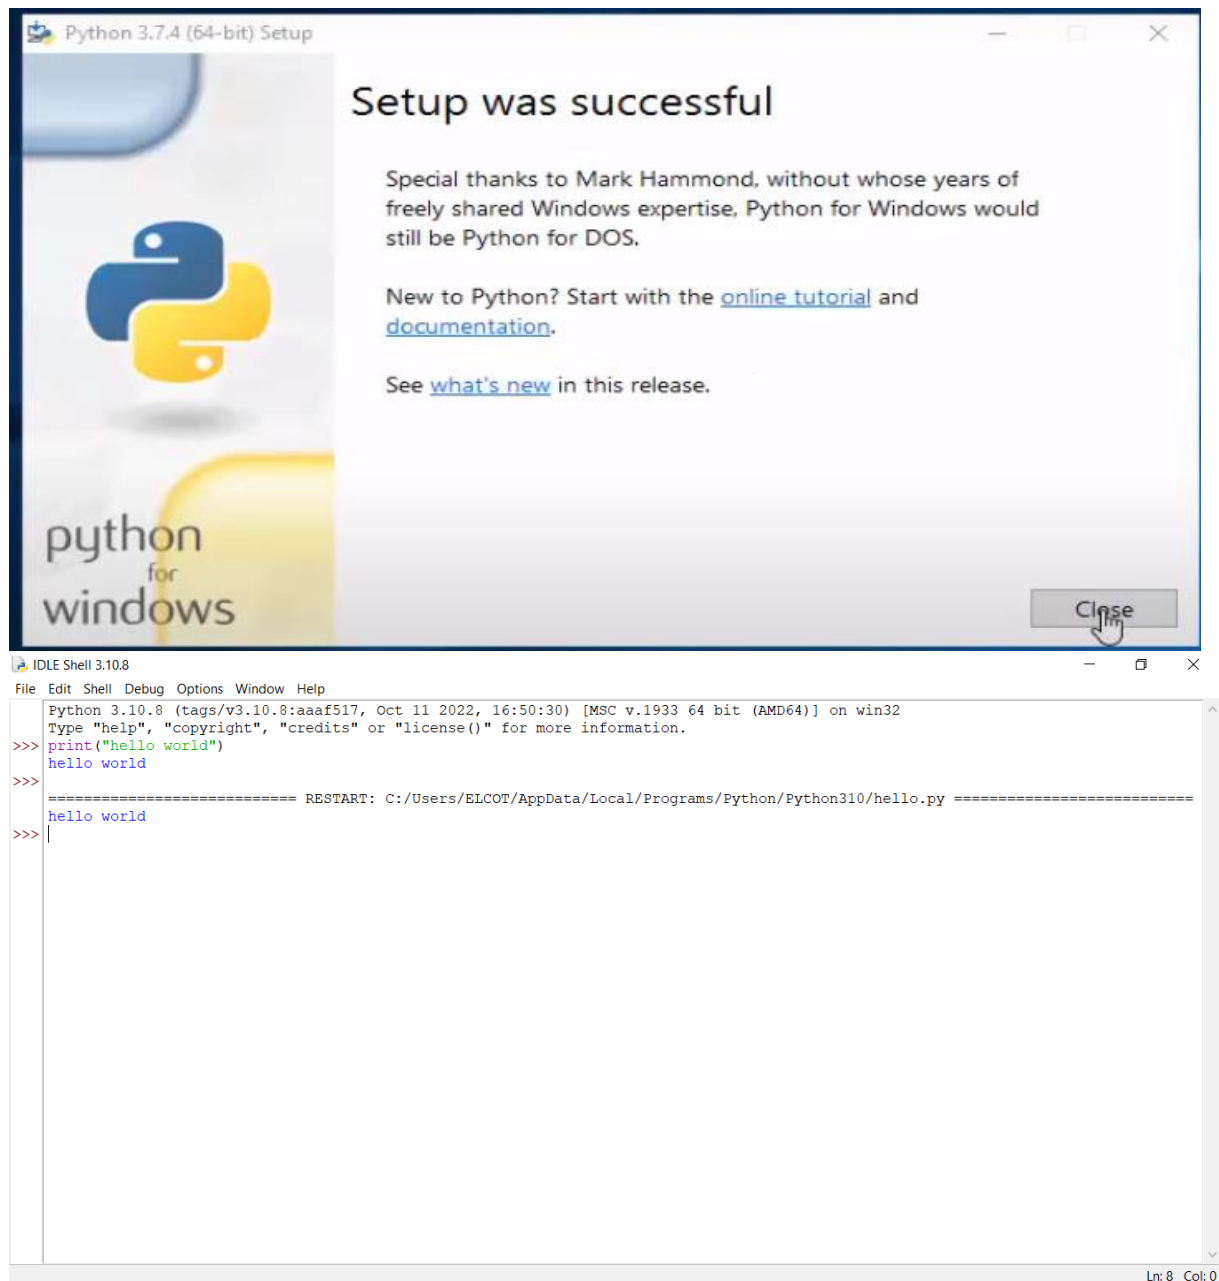 Python 3.7.4 (64-bit) Setup
Setup was successful
Special thanks to Mark Hammond, without whose years of
freely shared Windows expertise, Python for Windows would
still be Python for DOS.
New to Python? Start with the online tutorial and
documentation.
See what's new in this release.
python
for
windows
Close
IDLE Shell 3.10.8
File Edit Shell Debug Options Window Help
Python 3.10.8 (tags/v3.10.8:aaaf517, Oct 11 2022, 16:50:30) [MSC v.1933 64 bit (AMD64)] on win32
Type "help", "copyright", "credits" or "license()" for more information.
>>> print("hello world")
hello world
>>>
============================ RESTART: C:/Users/ELCOT/AppData/Local/Programs/Python/Python310/hello.py ===========================
hello world
>>>
Ln: 8 Col: 0